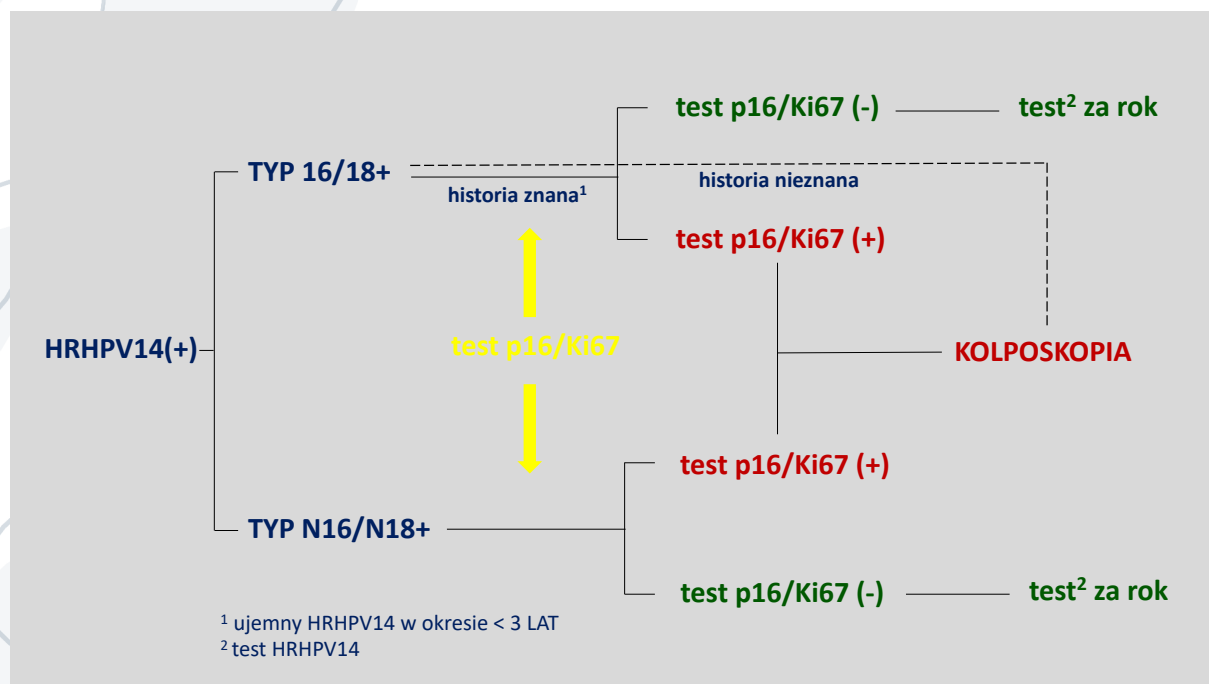 test p16/Ki67 (-)
test² za rok
TYP 16/18+
historia znana¹
historia nieznana
test p16/Ki67 (+)
HRHPV14(+)
test p16/Ki67
KOLPOSKOPIA
test p16/Ki67 (+)
TYP N16/N18+
test p16/Ki67 (-)
test² za rok
¹ ujemny HRHPV14 w okresie < 3 LAT
² test HRHPV14